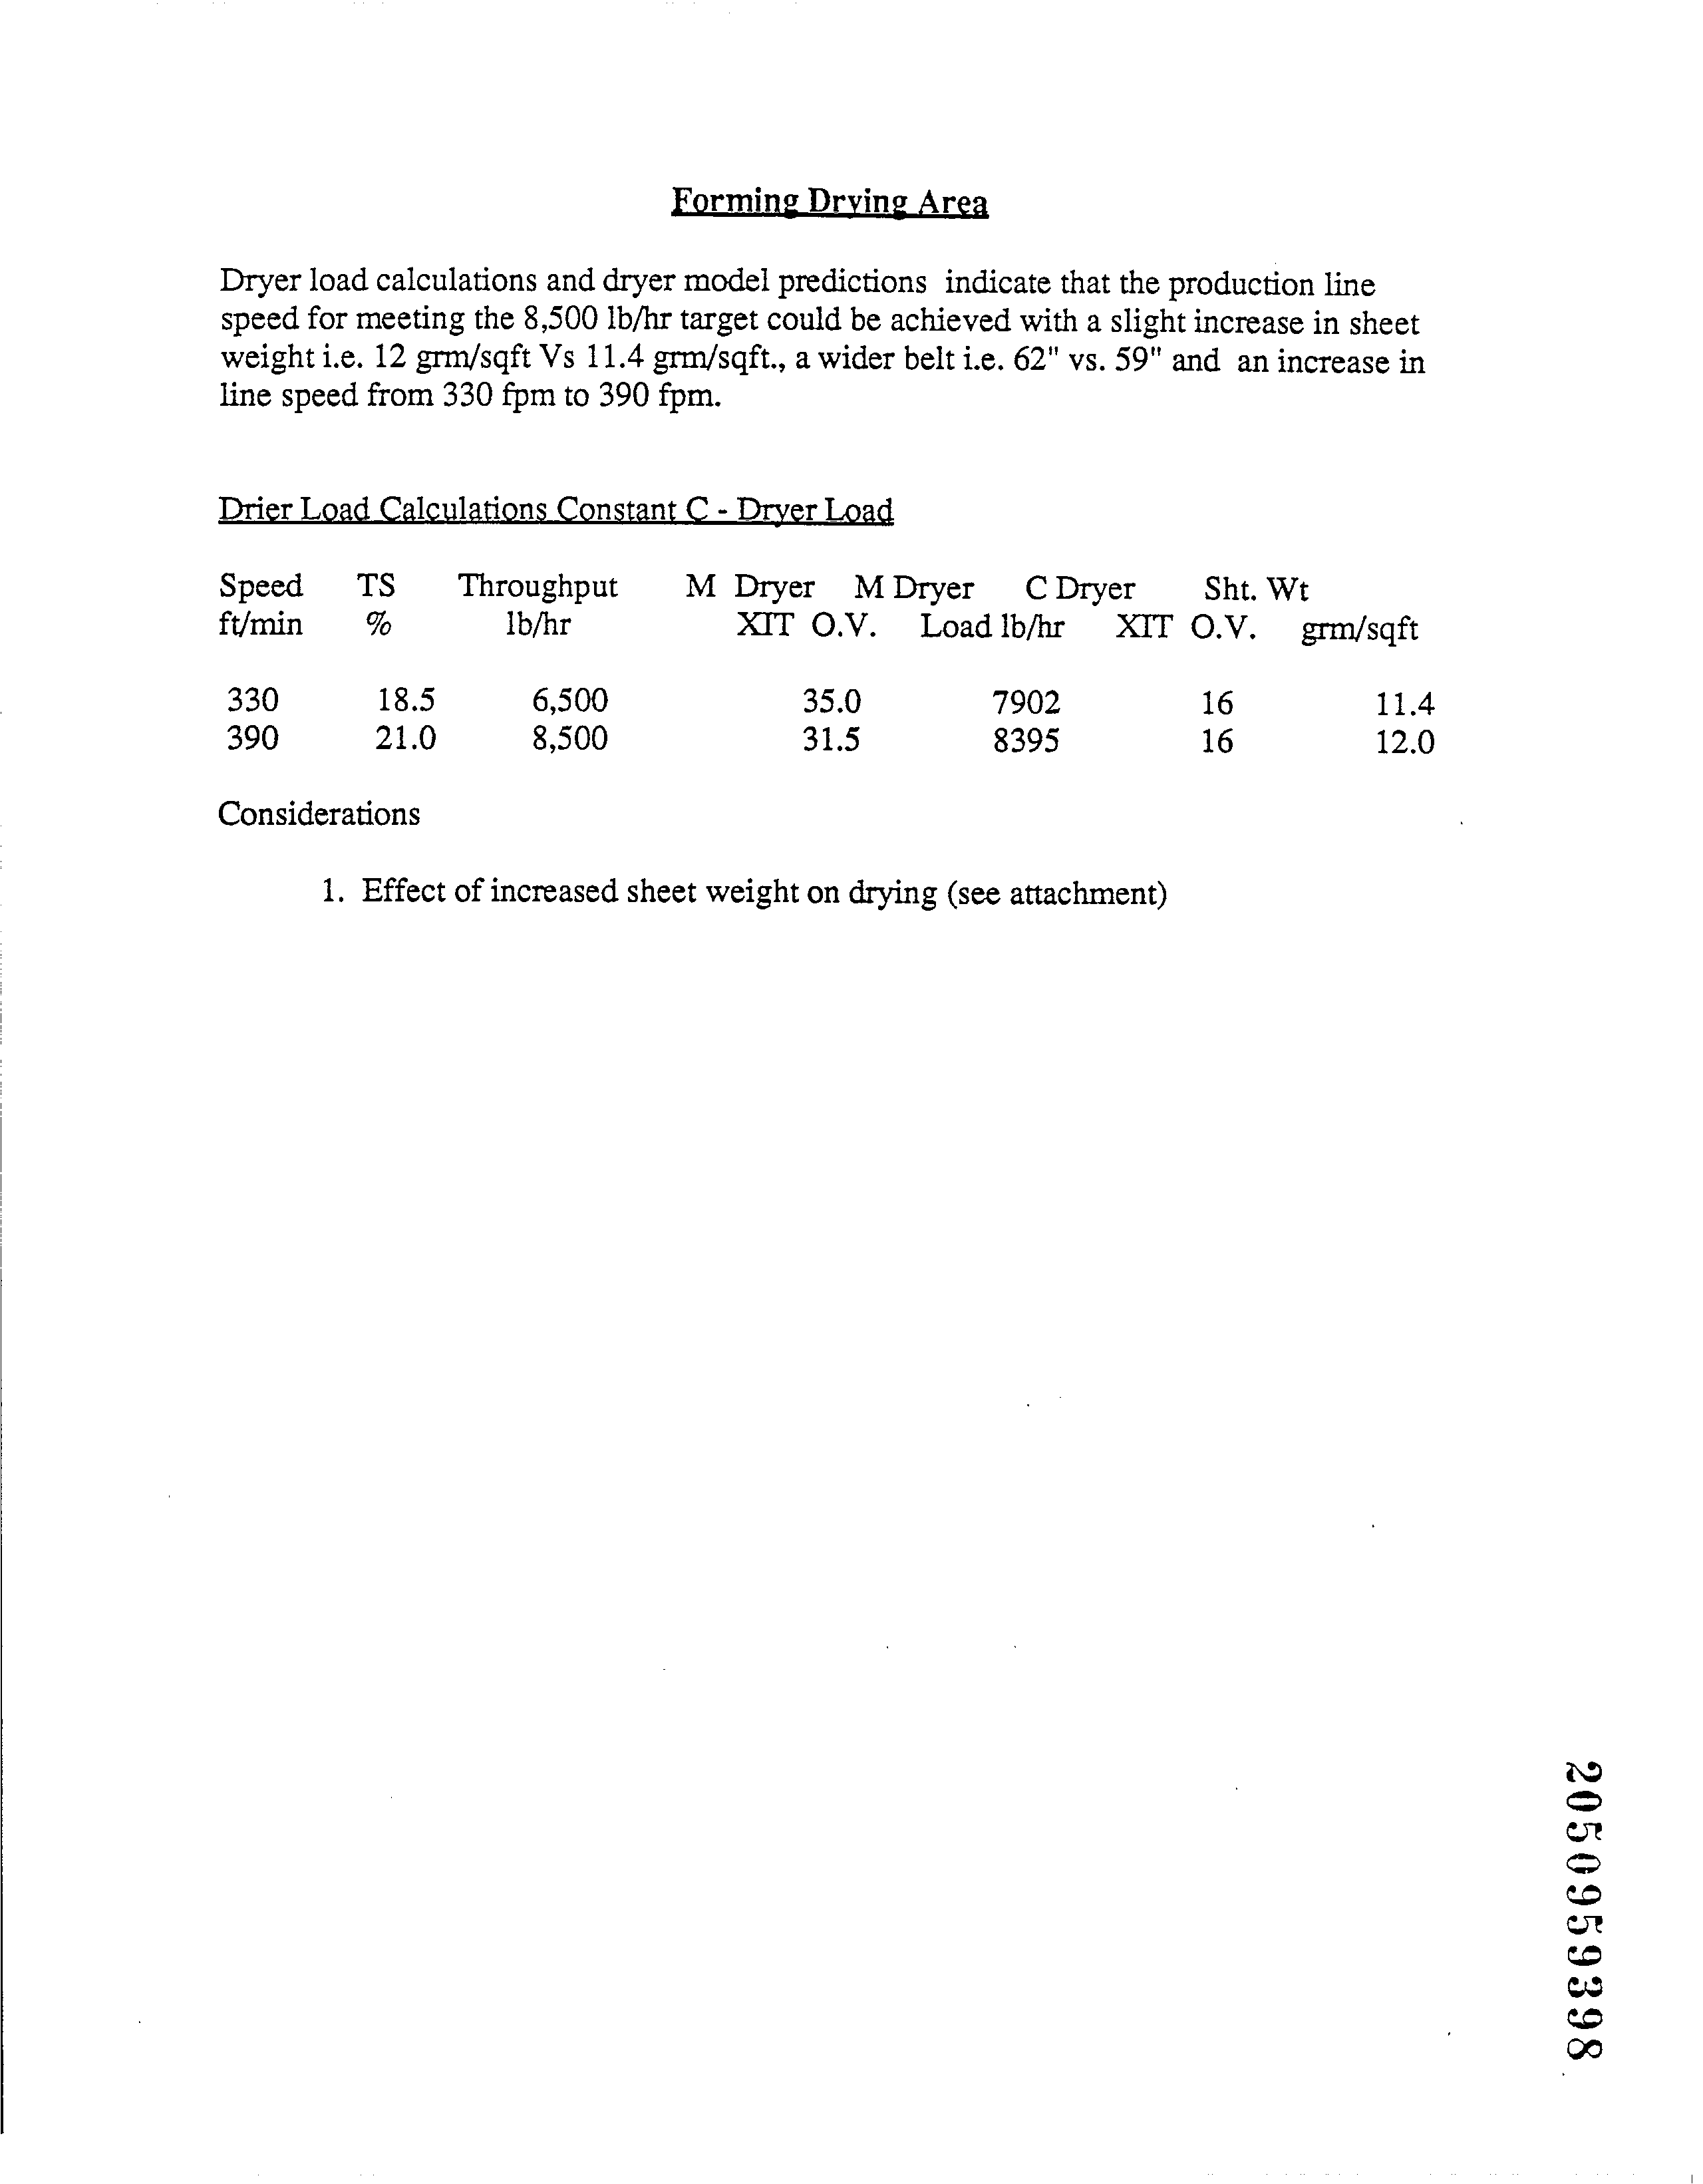 Forming Drying Area
Dryer load calculations and dryer model predictions indicate that the production line
speed for meeting the 8,500 lb/hr target could be achieved with a slight increase in sheet
weight i.e. 12 grm/sqft Vs 11.4 grm/sqft., a wider belt i.e. 62" vs. 59" and an increase in
line speed from 330 fpm to 390 fpm.
Drier Load Calculations Constant C - Dryer Load
Speed TS Throughput M Dryer M Dryer C Dryer Sht. Wt
ft/min % lb/hr XIT O.V. Load lb/hr XIT O.V. grm/sqft
330 18.5 6,500 35.0 7902 16 11.4
390 21.0 8,500 31.5 8395 16 12.0
Considerations
1. Effect of increased sheet weight on drying (see attachment)
2050959398